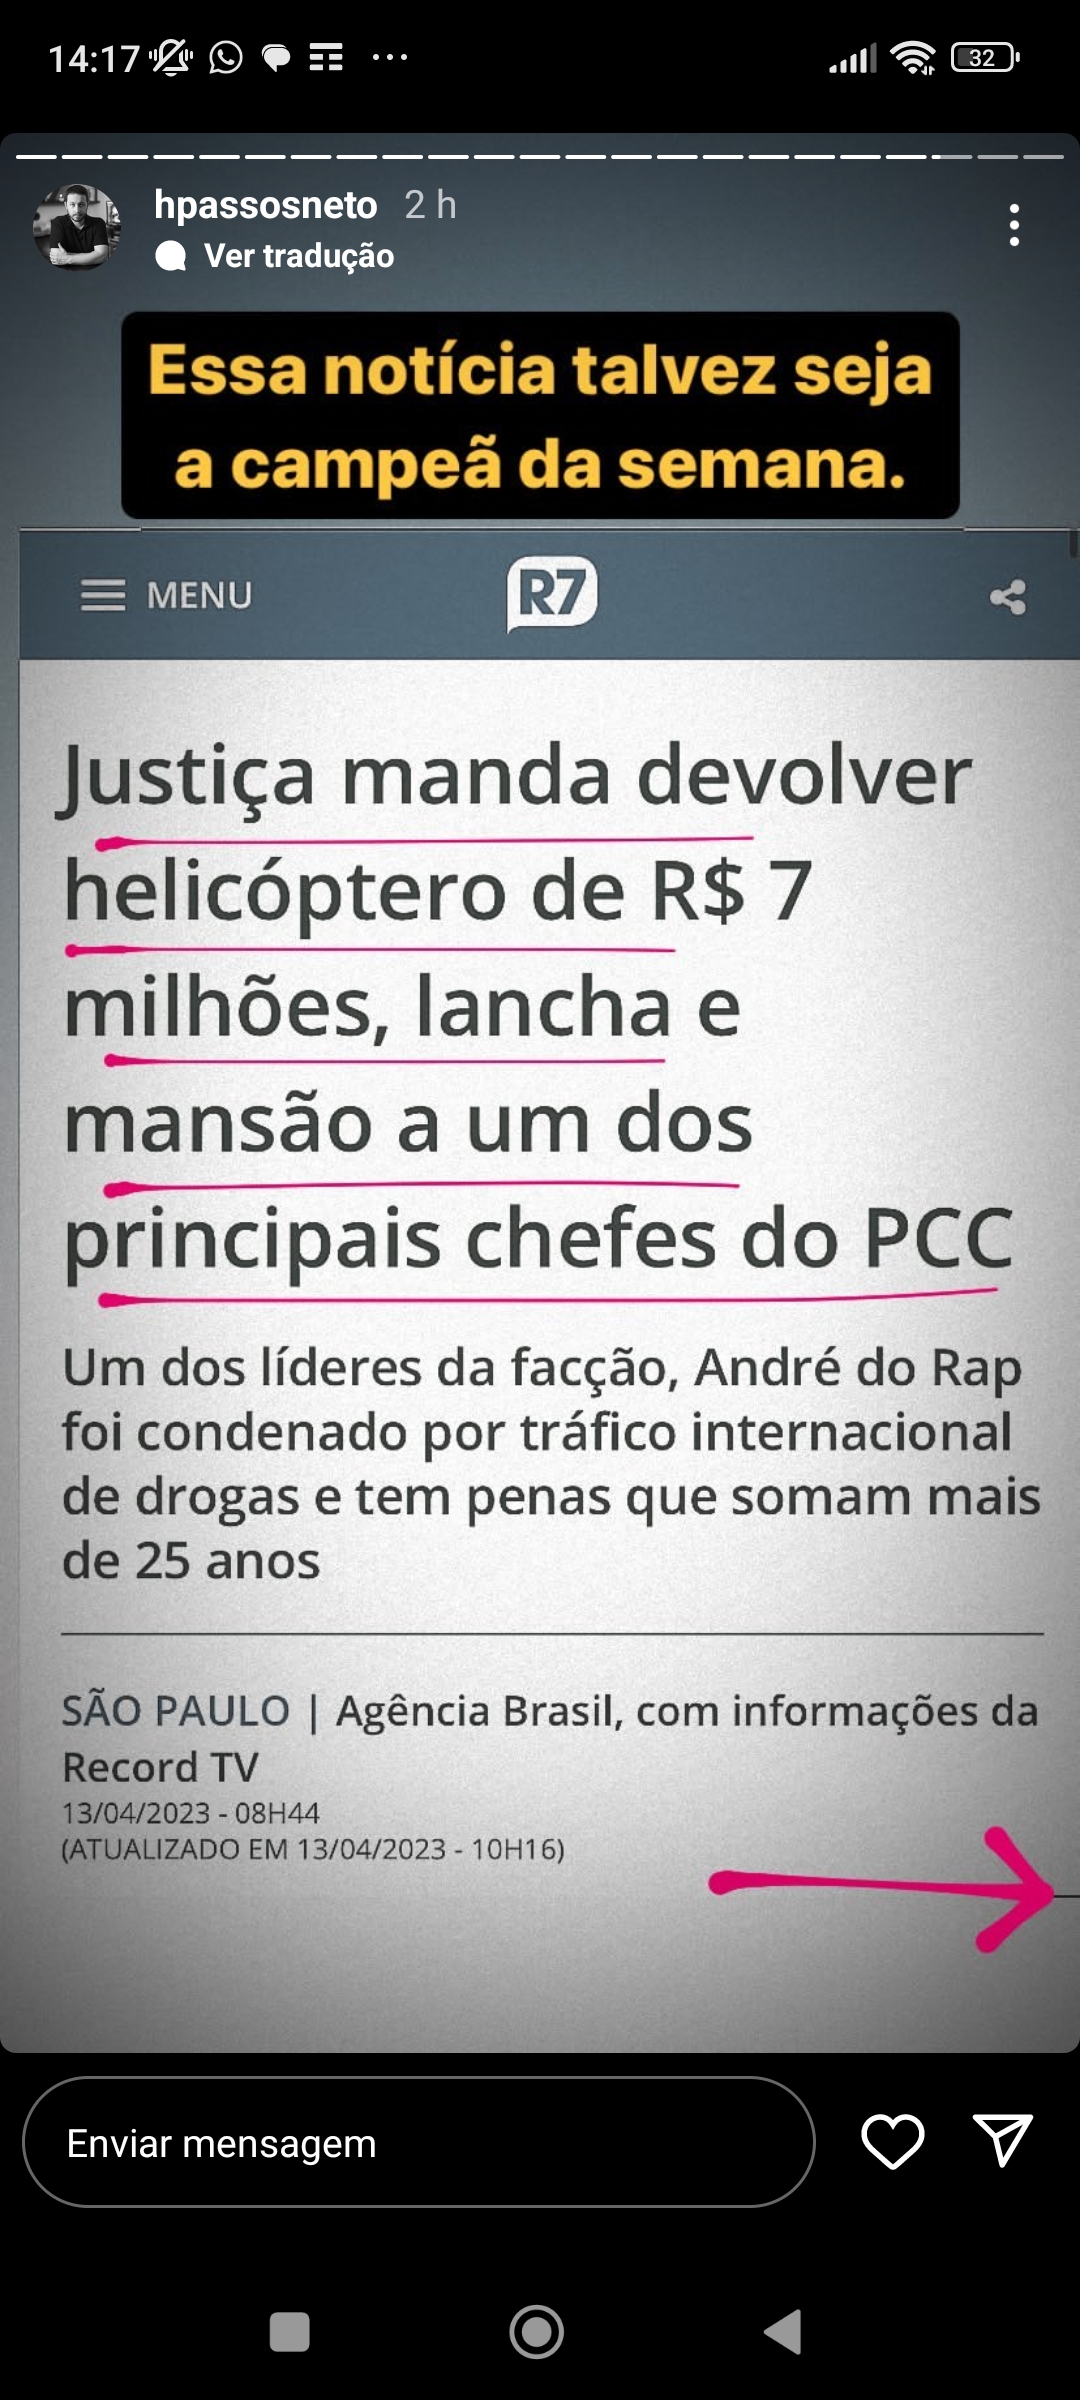 14:17
32
hpassosneto 2 h
Ver tradução
Essa notícia talvez seja
a campeã da semana.
MENU
R7
Justiça manda devolver
helicóptero de R$ 7
milhões, lancha e
mansão a um dos
principais chefes do PCC
Um dos líderes da facção, André do Rap
foi condenado por tráfico internacional
de drogas e tem penas que somam mais
de 25 anos
SÃO PAULO | Agência Brasil, com informações da
Record TV
13/04/2023 - 08H44
(ATUALIZADO EM 13/04/2023 - 10H16)
Enviar mensagem